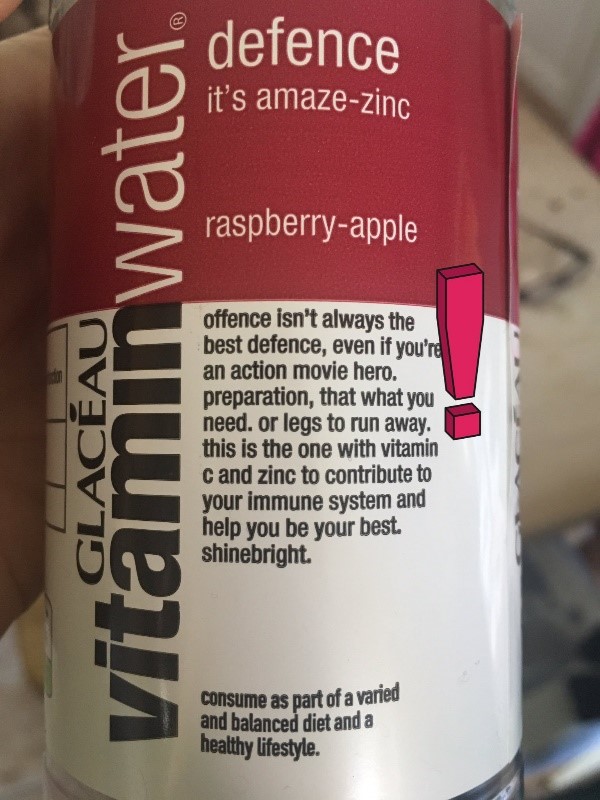 defence
it's amaze-zinc
raspberry-apple
GLACÉAU
vitaminwater®
offence isn't always the
best defence, even if you're
an action movie hero.
preparation, that what you
need. or legs to run away.
this is the one with vitamin
c and zinc to contribute to
your immune system and
help you be your best.
shinebright.
consume as part of a varied
and balanced diet and a
healthy lifestyle.
!